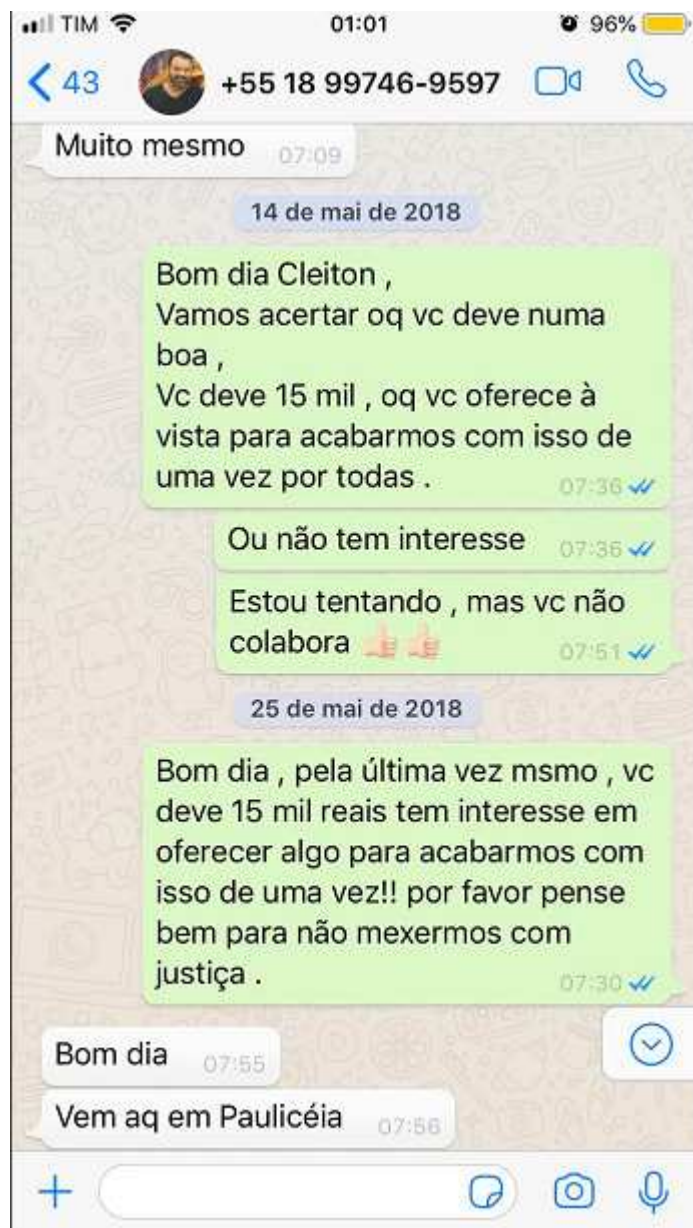 TIM 01:01 96%
43 +55 18 99746-9597
Muito mesmo 07:09
14 de mai de 2018
Bom dia Cleiton ,
Vamos acertar oq vc deve numa
boa ,
Vc deve 15 mil , oq vc oferece à
vista para acabarmos com isso de
uma vez por todas . 07:36
Ou não tem interesse 07:36
Estou tentando , mas vc não
colabora 👍👍 07:51
25 de mai de 2018
Bom dia , pela última vez msmo , vc
deve 15 mil reais tem interesse em
oferecer algo para acabarmos com
isso de uma vez!! por favor pense
bem para não mexermos com
justiça . 07:30
Bom dia 07:55
Vem aq em Paulicéia 07:56